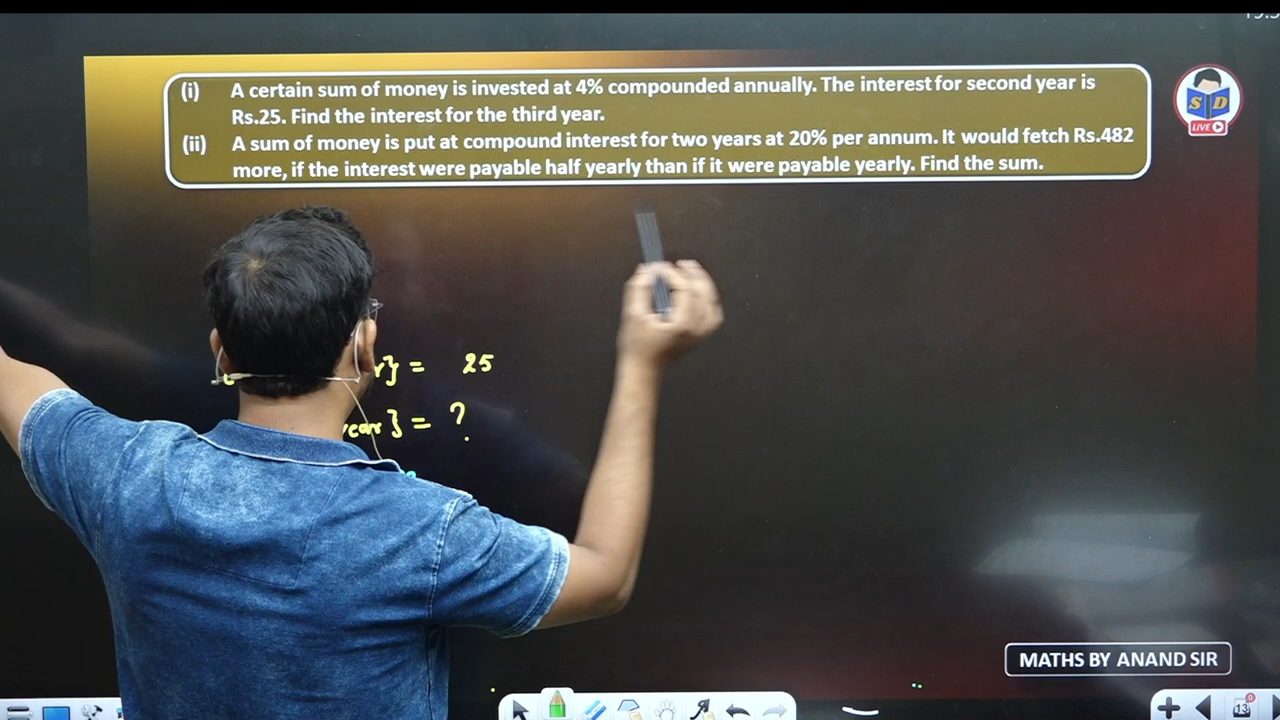 (i) A certain sum of money is invested at 4% compounded annually. The interest for second year is
Rs.25. Find the interest for the third year.
(ii) A sum of money is put at compound interest for two years at 20% per annum. It would fetch Rs.482
more, if the interest were payable half yearly than if it were payable yearly. Find the sum.
SD
LIVE
} = 25
} = ?
MATHS BY ANAND SIR
13